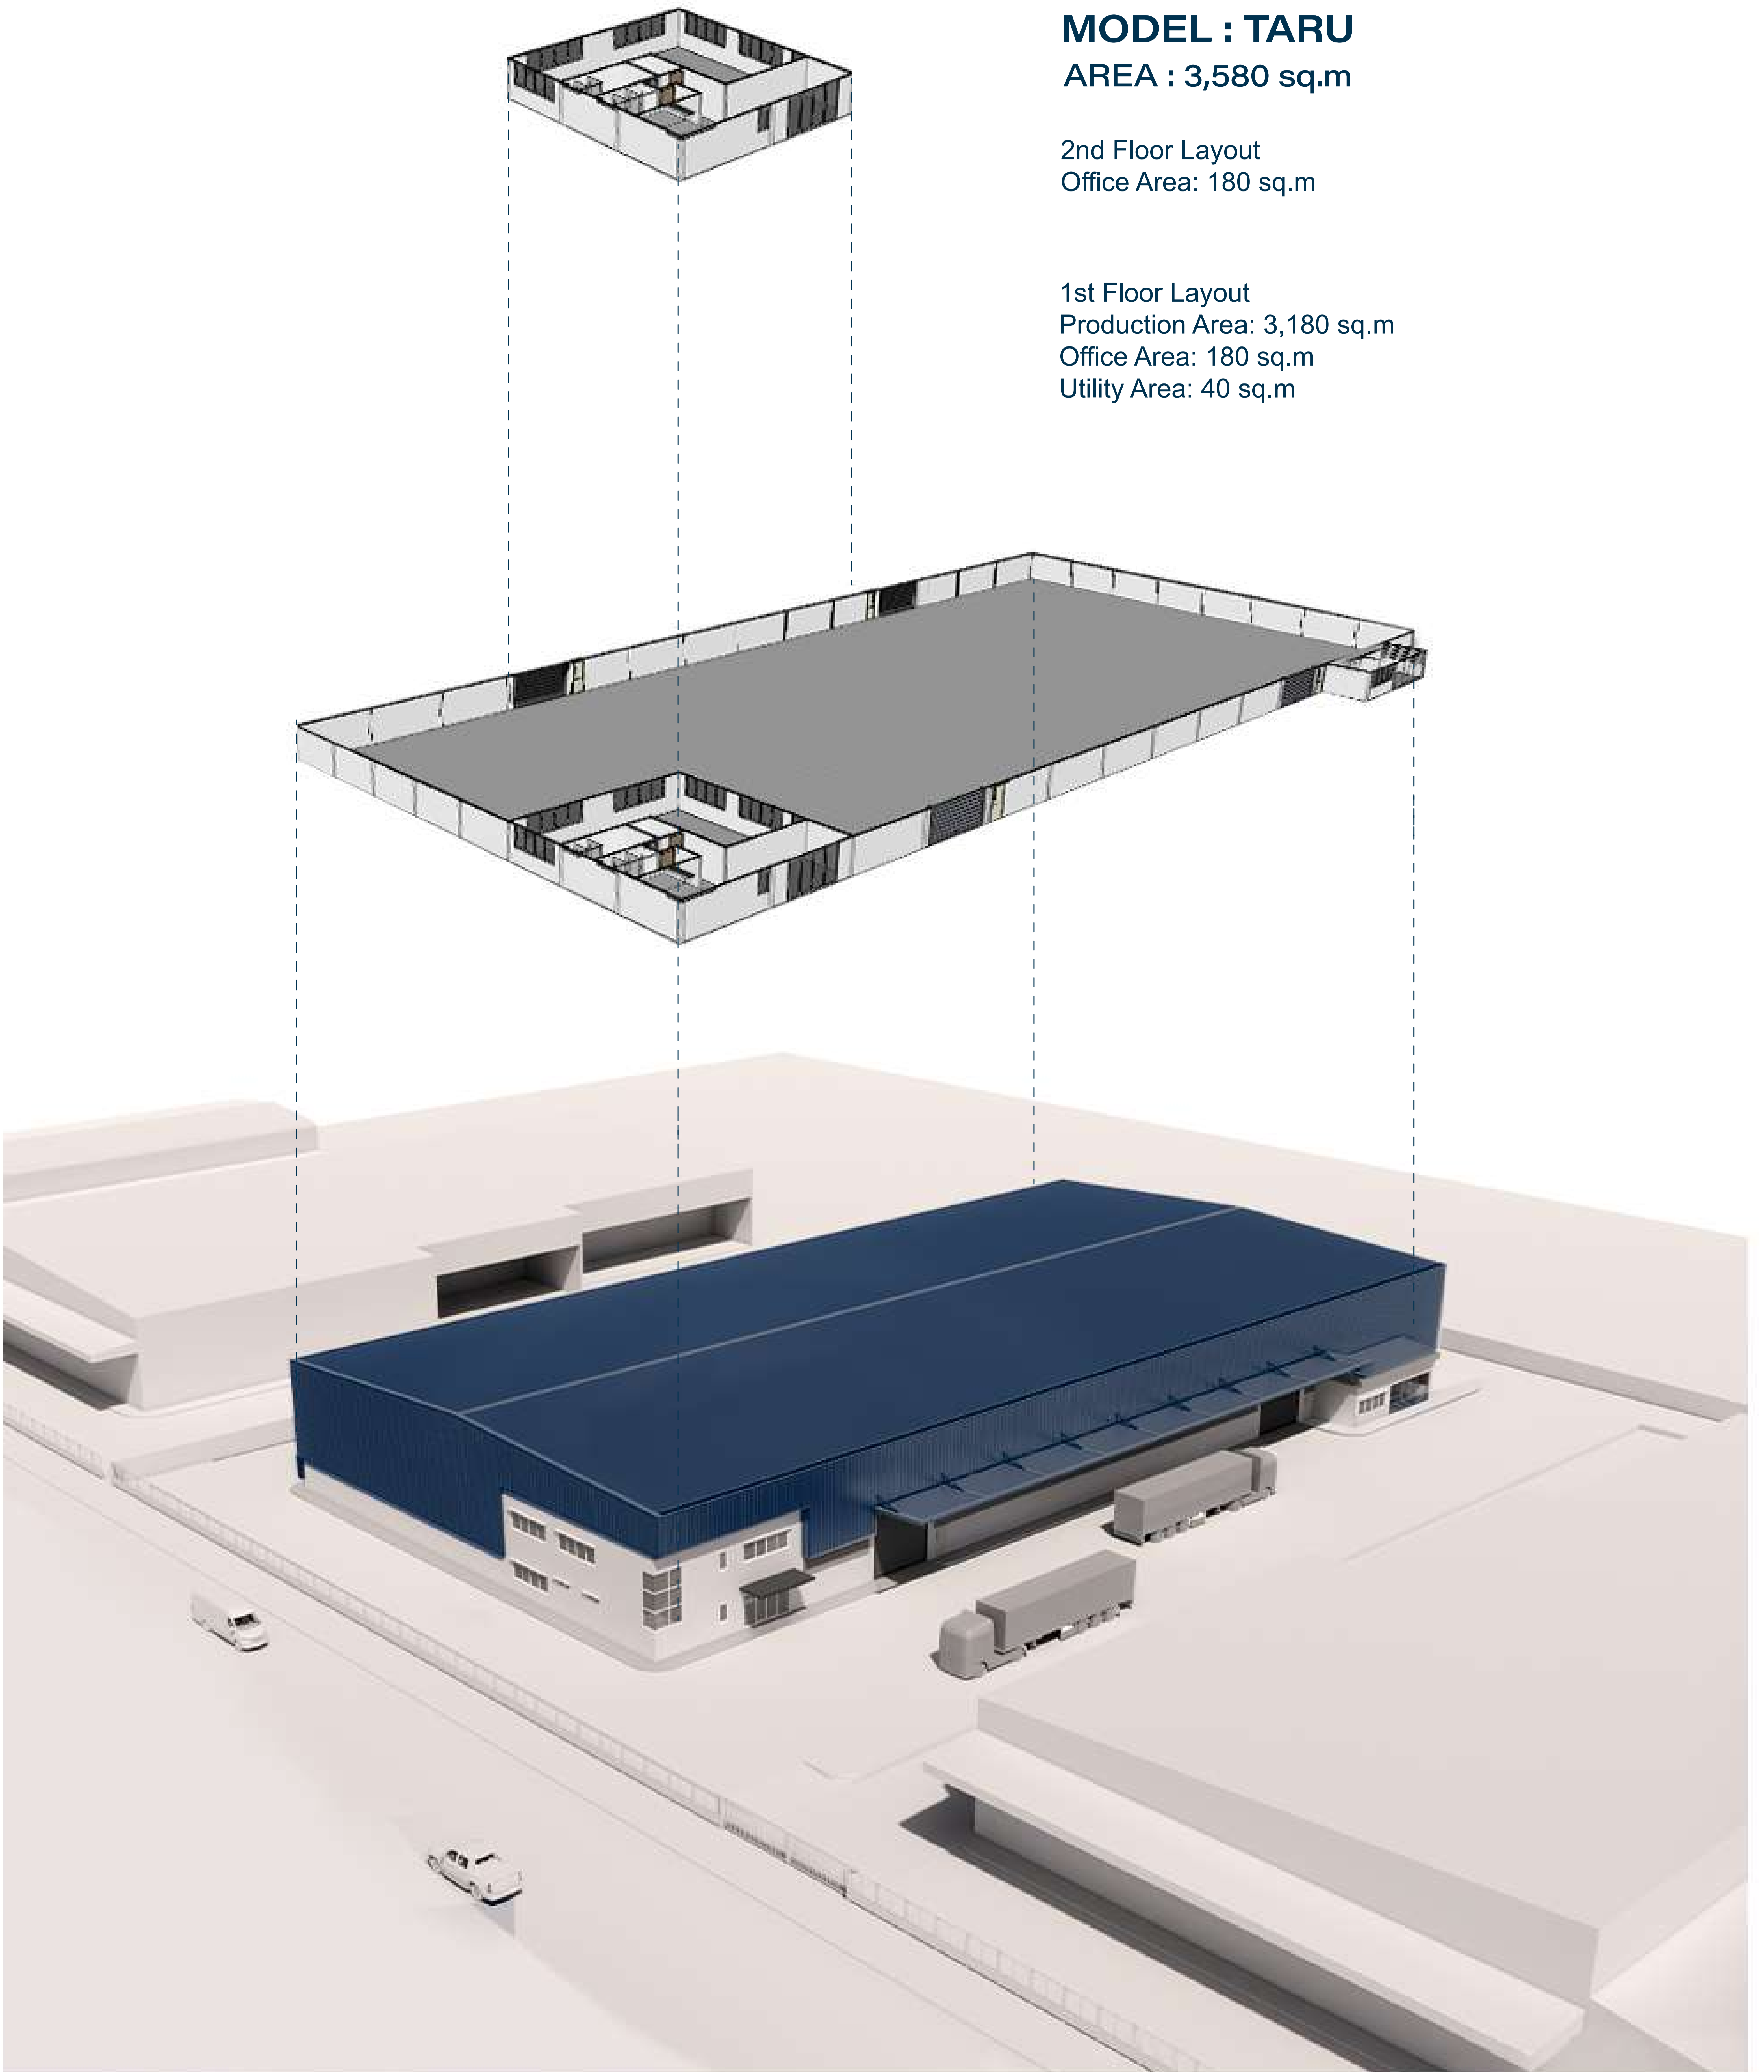 MODEL : TARU
AREA : 3,580 sq.m
2nd Floor Layout
Office Area: 180 sq.m
1st Floor Layout
Production Area: 3,180 sq.m
Office Area: 180 sq.m
Utility Area: 40 sq.m